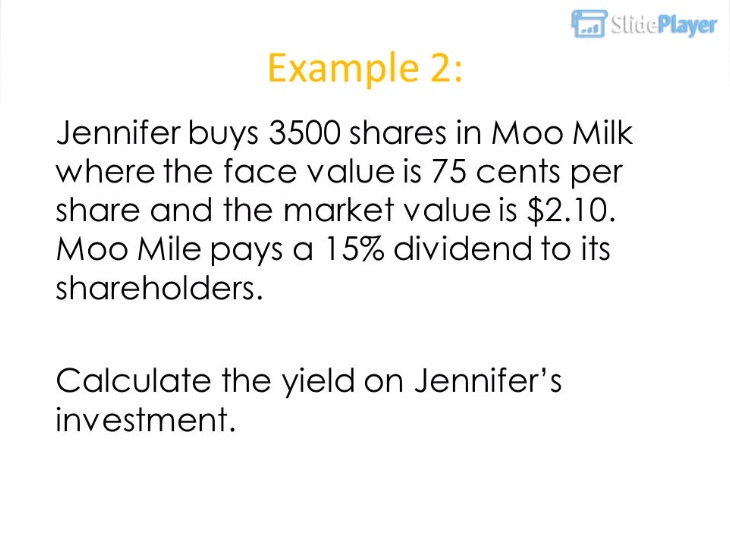 SlidePlayer
Example 2:
Jennifer buys 3500 shares in Moo Milk
where the face value is 75 cents per
share and the market value is $2.10.
Moo Mile pays a 15% dividend to its
shareholders.
Calculate the yield on Jennifer’s
investment.